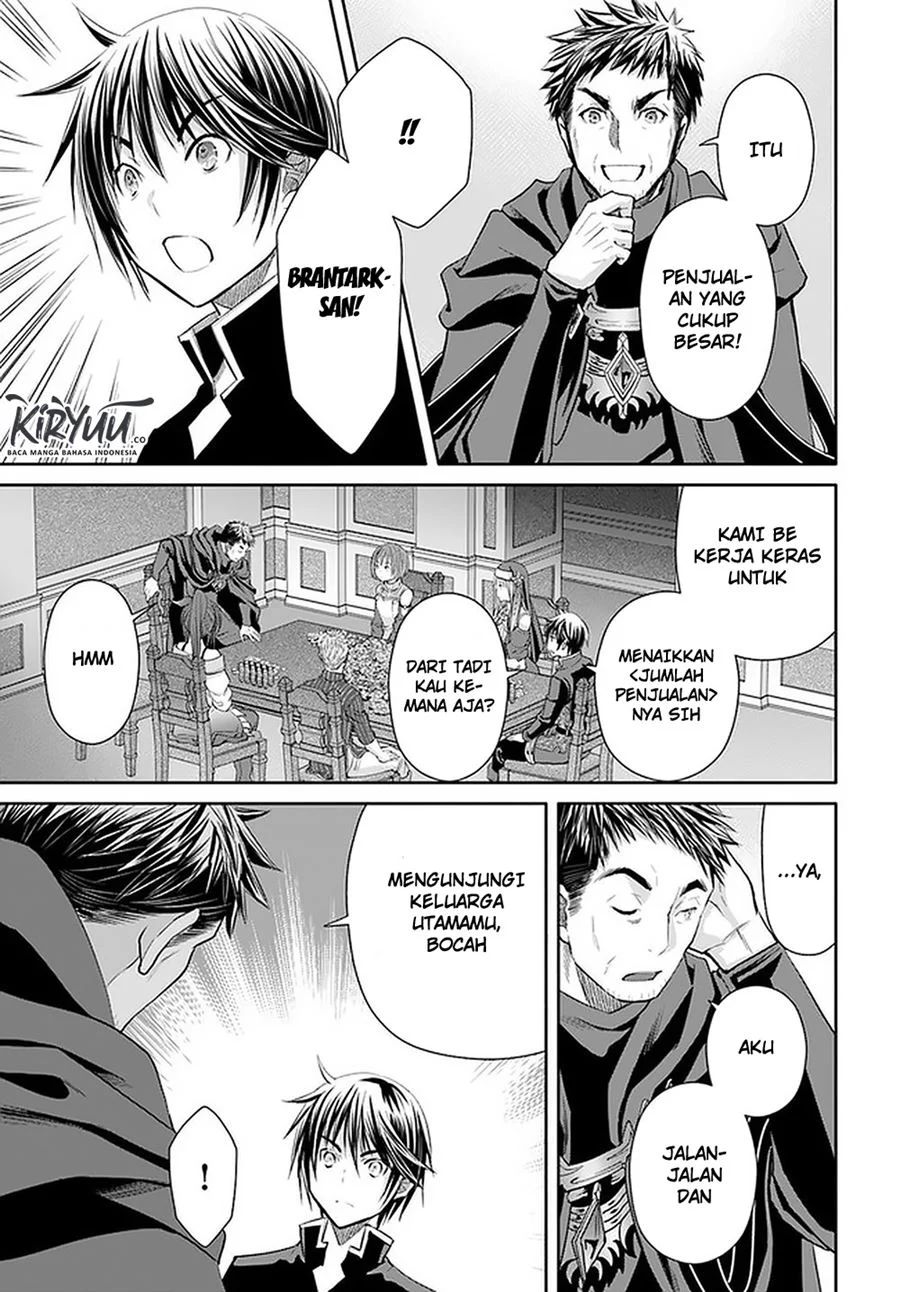 ITU
PENJUAL-
AN YANG
CUKUP
BESAR!
!!
BRANTARK-
SAN!
KIRYUU.CO
BACA MANGA BAHASA INDONESIA
KAMI BE
KERJA KERAS
UNTUK
MENAIKKAN
<JUMLAH
PENJUALAN>
NYA SIH
DARI TADI
KAU KE-
MANA AJA?
HMM
...YA,
AKU
JALAN-
JALAN
DAN
MENGUNJUNGI
KELUARGA
UTAMAMU,
BOCAH
!